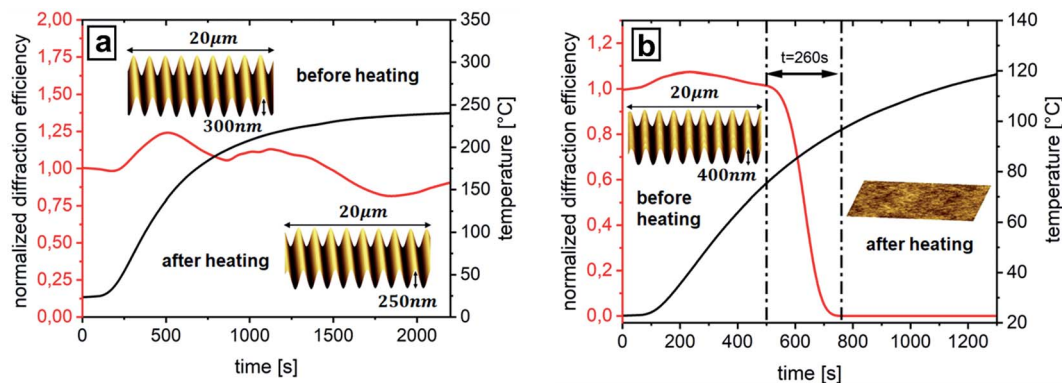 a
normalized diffraction efficiency
2,00
1,75
1,50
1,25
1,00
0,75
0,50
0,25
0,00
20µm
before heating
300nm
20µm
after heating
250nm
350
300
250
200
150
100
50
0
temperature [°C]
0 500 1000 1500 2000
time [s]
b
normalized diffraction efficiency
1,2
1,0
0,8
0,6
0,4
0,2
0,0
t=260s
20µm
400nm
before
heating
after heating
140
120
100
80
60
40
20
temperature [°C]
0 200 400 600 800 1000 1200
time [s]